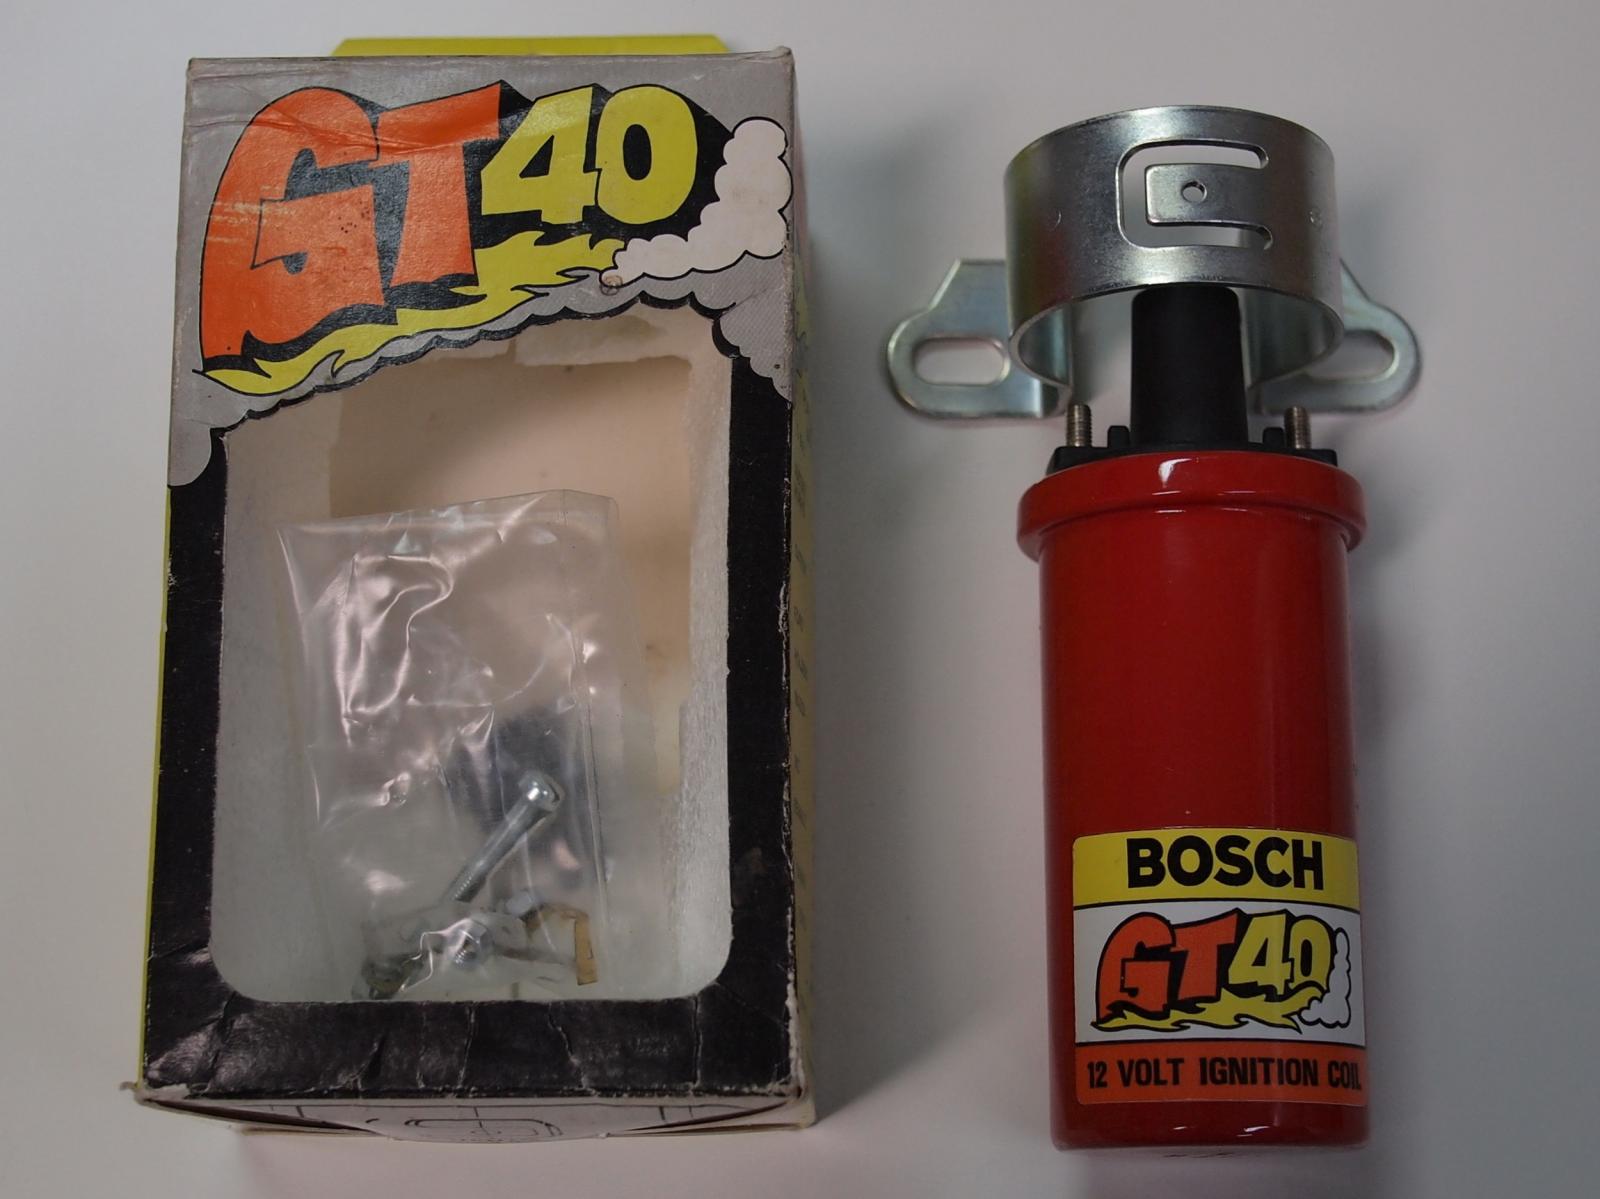 GT40
BOSCH
GT40
12 VOLT IGNITION COIL